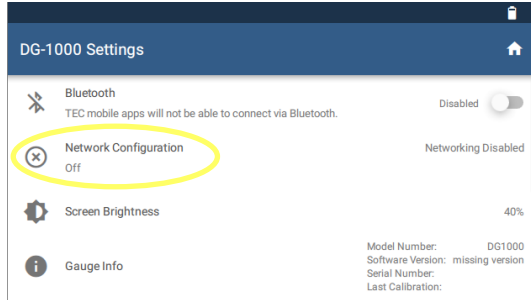 DG-1000 Settings
Bluetooth
TEC mobile apps will not be able to connect via Bluetooth.
Disabled
Network Configuration
Off
Networking Disabled
Screen Brightness
40%
Gauge Info
Model Number: DG1000
Software Version: missing version
Serial Number:
Last Calibration: